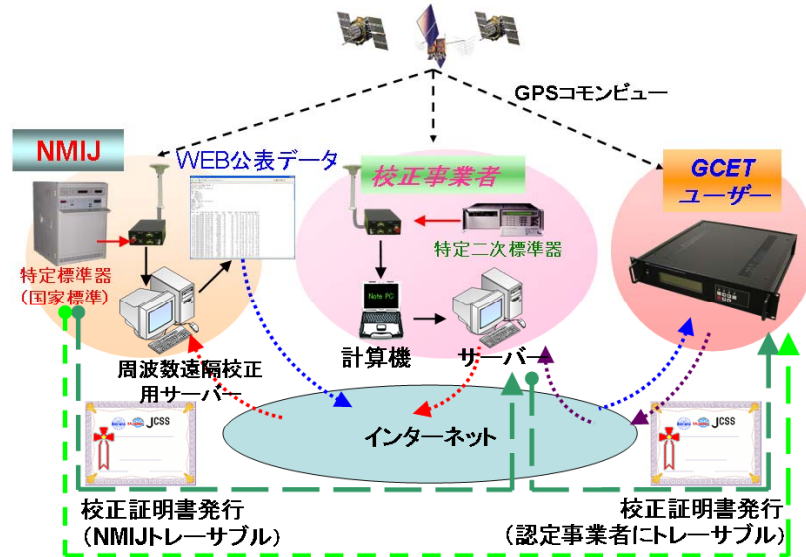 GPSコモンビュー
NMIJ
WEB公表データ
校正事業者
GCET
ユーザー
特定標準器
(国家標準)
特定二次標準器
Note PC
周波数遠隔校正
用サーバー
計算機
サーバー
インターネット
JCSS
JCSS
校正証明書発行
(NMIJトレーサブル)
校正証明書発行
(認定事業者にトレーサブル)